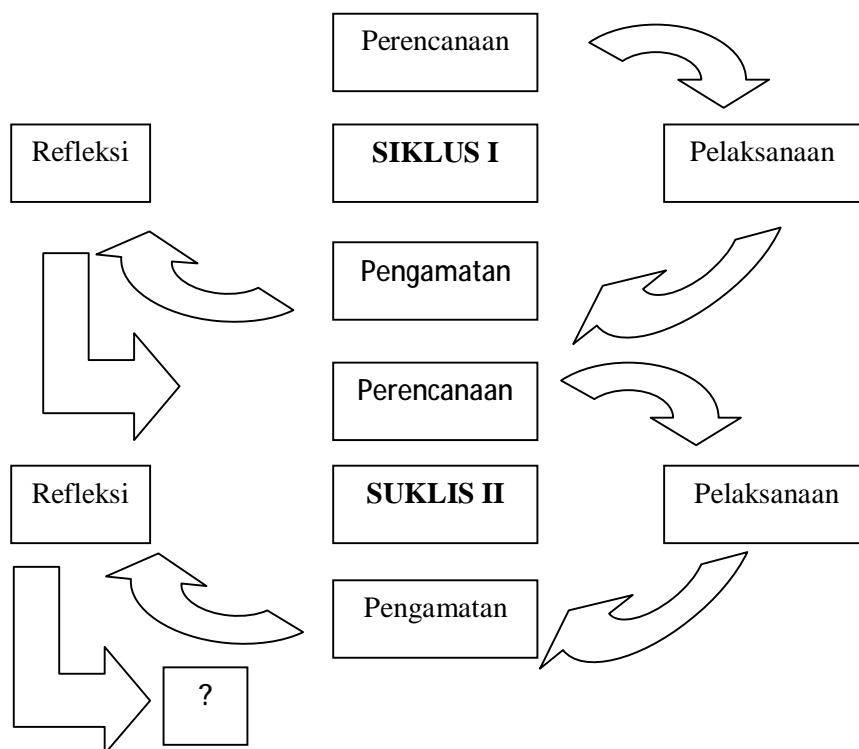 Perencanaan
Refleksi
SIKLUS I
Pelaksanaan
Pengamatan
Perencanaan
Refleksi
SUKLIS II
Pelaksanaan
Pengamatan
?